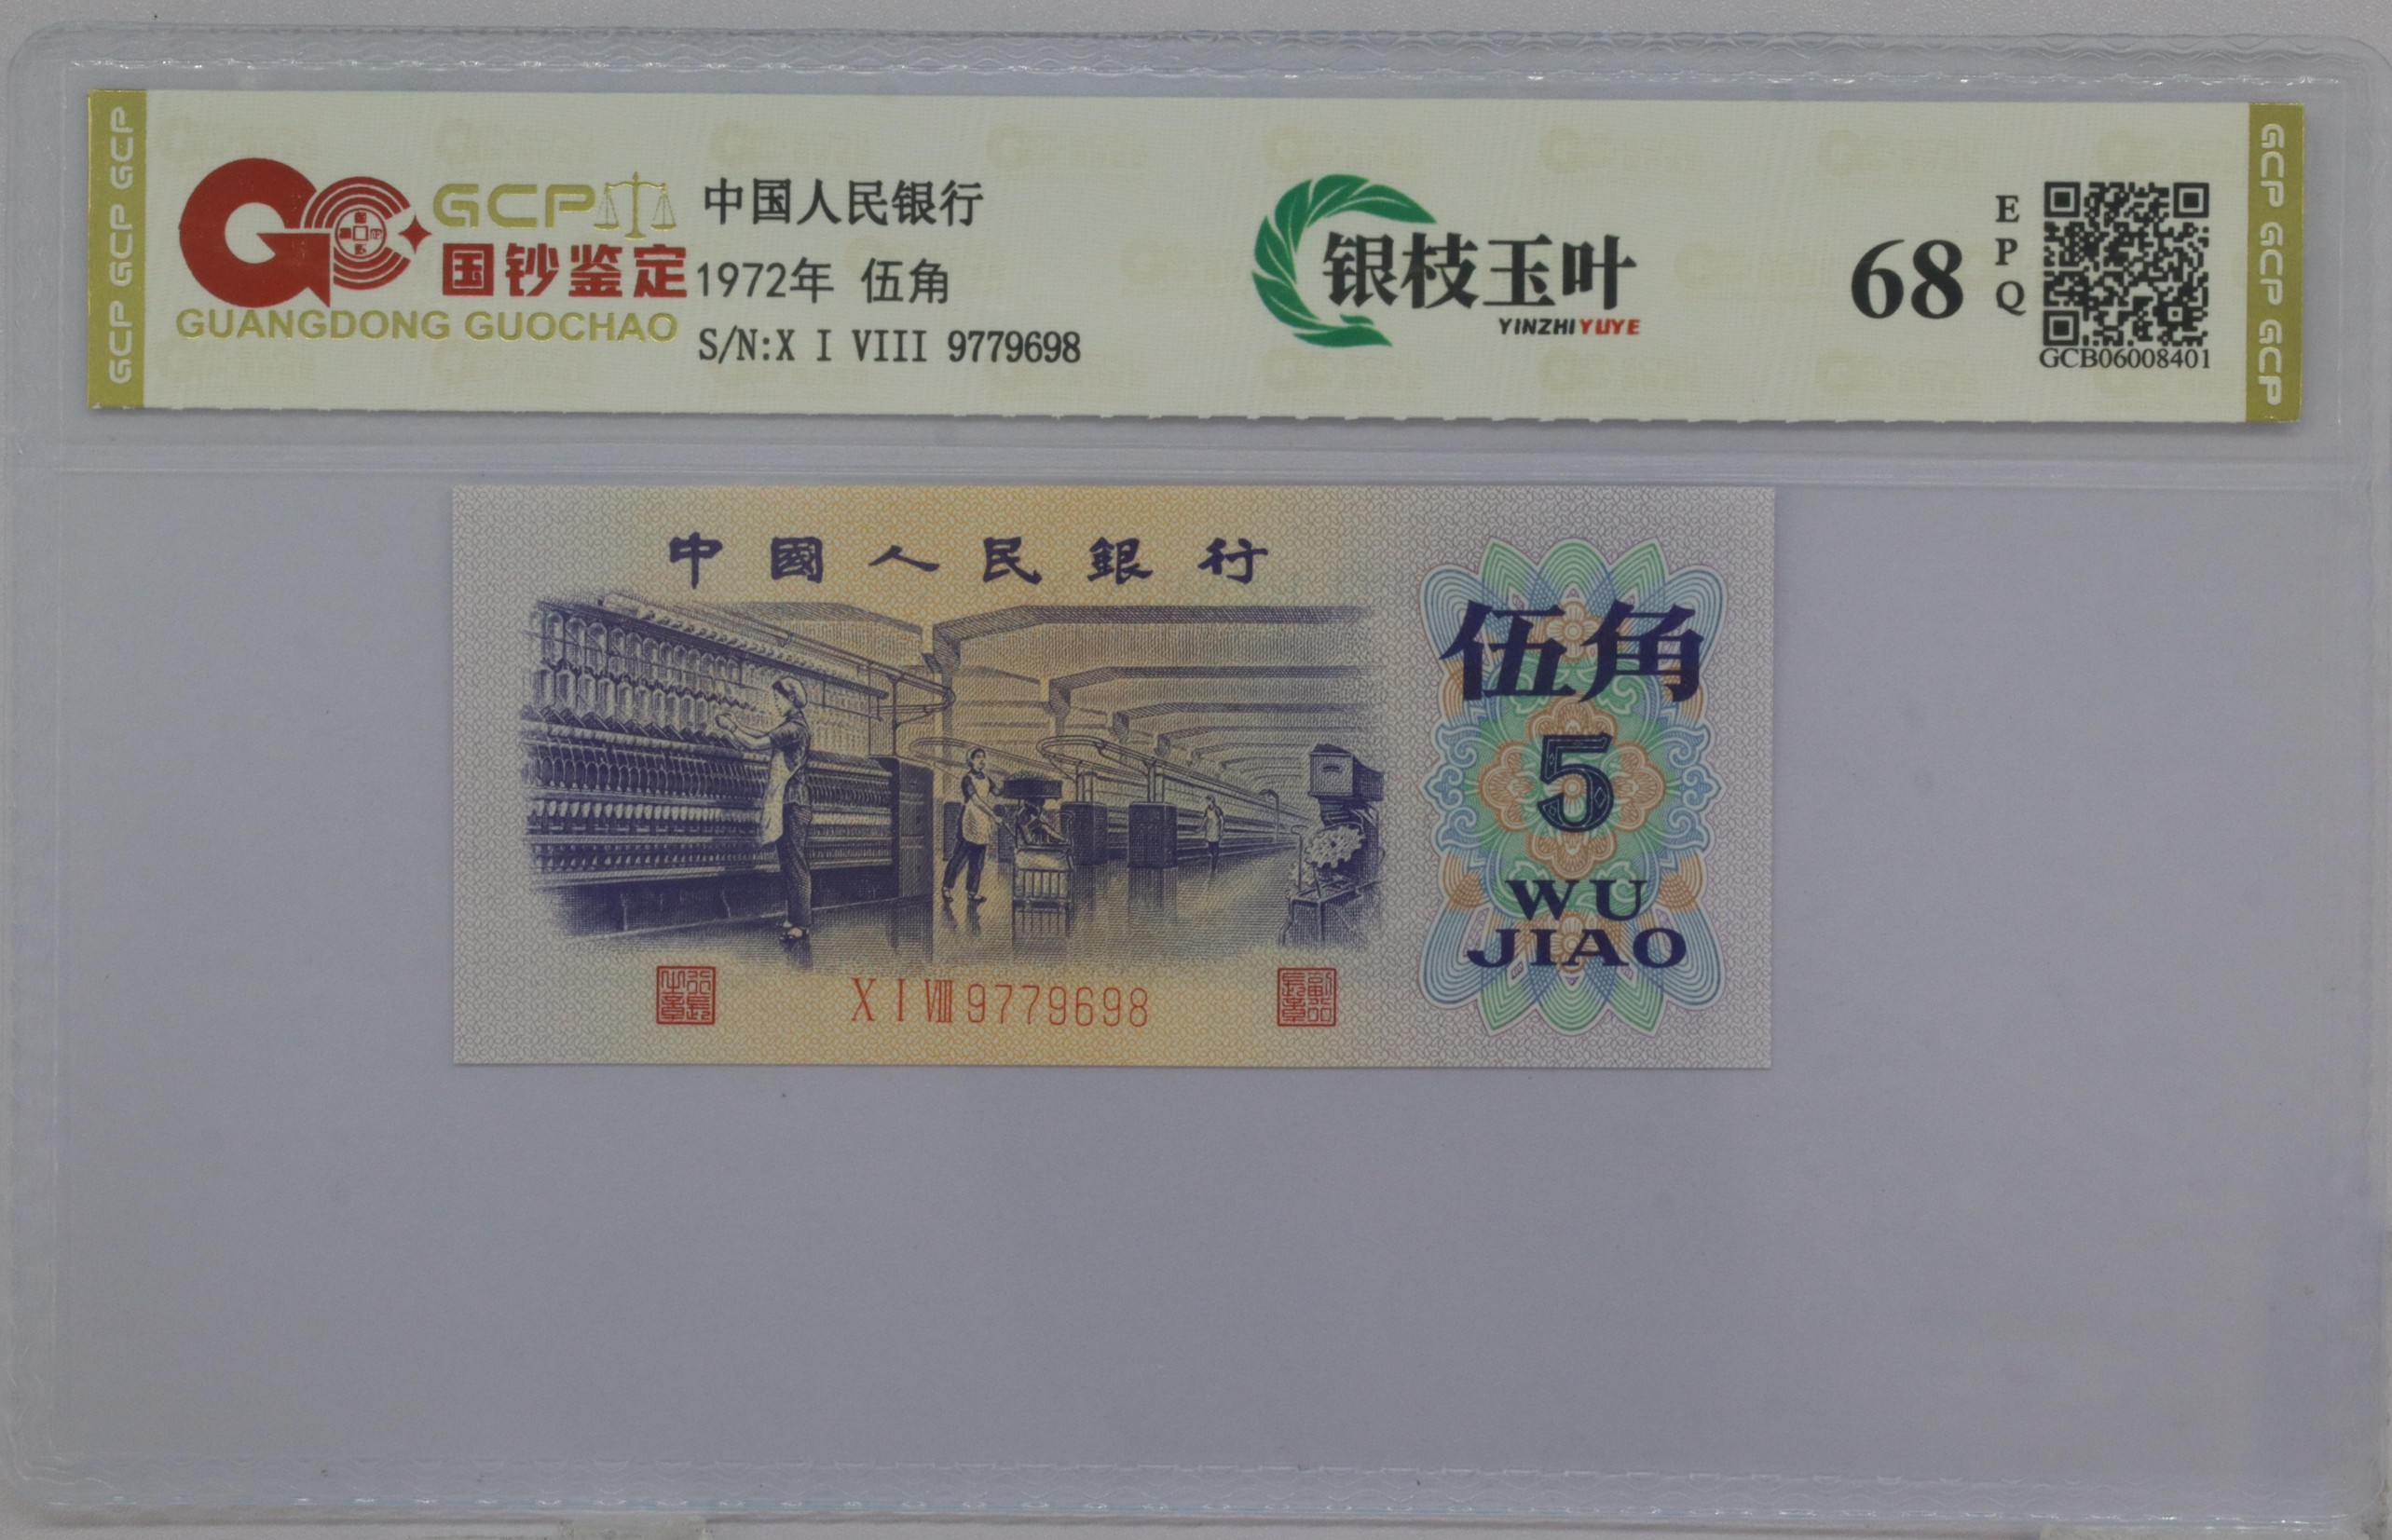 GCP GCP GCP
GCP
国钞鉴定
GUANGDONG GUOCHAO
中国人民银行
1972年 伍角
S/N:X I VIII 9779698
银枝玉叶
YINZHIYUYE
68
EPQ
GCB06008401
GCP GCP GCP
中國人民銀行
伍角
5
WU
JIAO
X I VIII 9779698